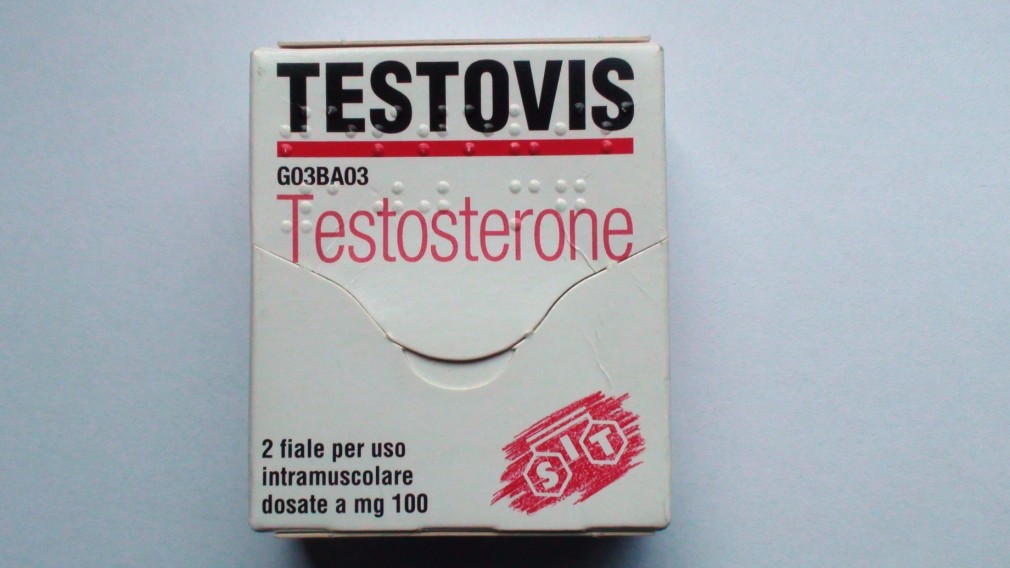 TESTOVIS
G03BA03
Testosterone
SIT
2 fiale per uso
intramuscolare
dosate a mg 100